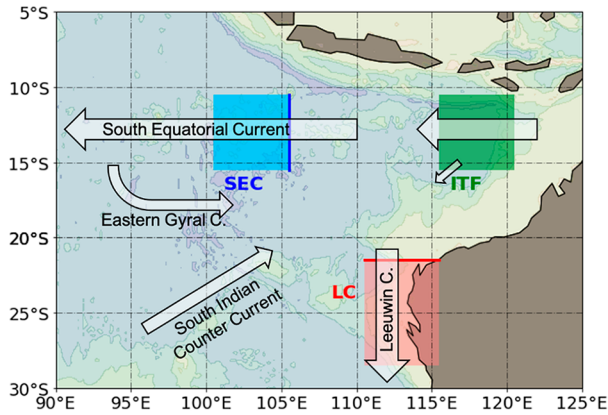 5°S
10°S
15°S
20°S
25°S
30°S
South Equatorial Current
SEC
ITF
Eastern Gyral C.
LC
Leeuwin C.
South Indian
Counter Current
90°E
95°E
100°E
105°E
110°E
115°E
120°E
125°E